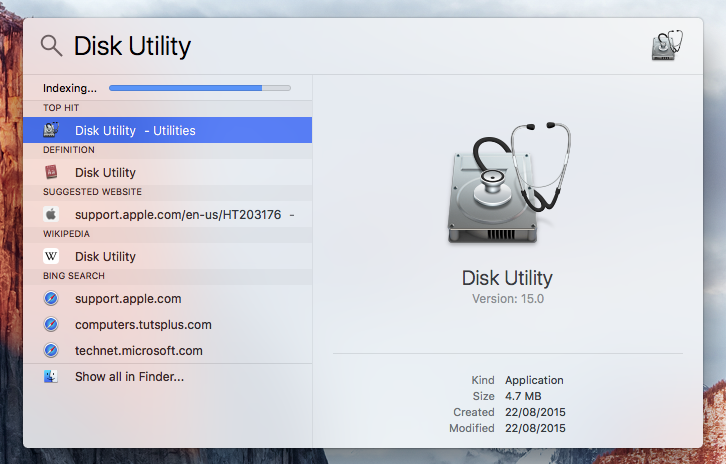 Disk Utility
Indexing...
TOP HIT
Disk Utility - Utilities
DEFINITION
Disk Utility
SUGGESTED WEBSITE
support.apple.com/en-us/HT203176 -
WIKIPEDIA
W Disk Utility
BING SEARCH
support.apple.com
computers.tutsplus.com
technet.microsoft.com
Show all in Finder...
Disk Utility
Version: 15.0
Kind Application
Size 4.7 MB
Created 22/08/2015
Modified 22/08/2015